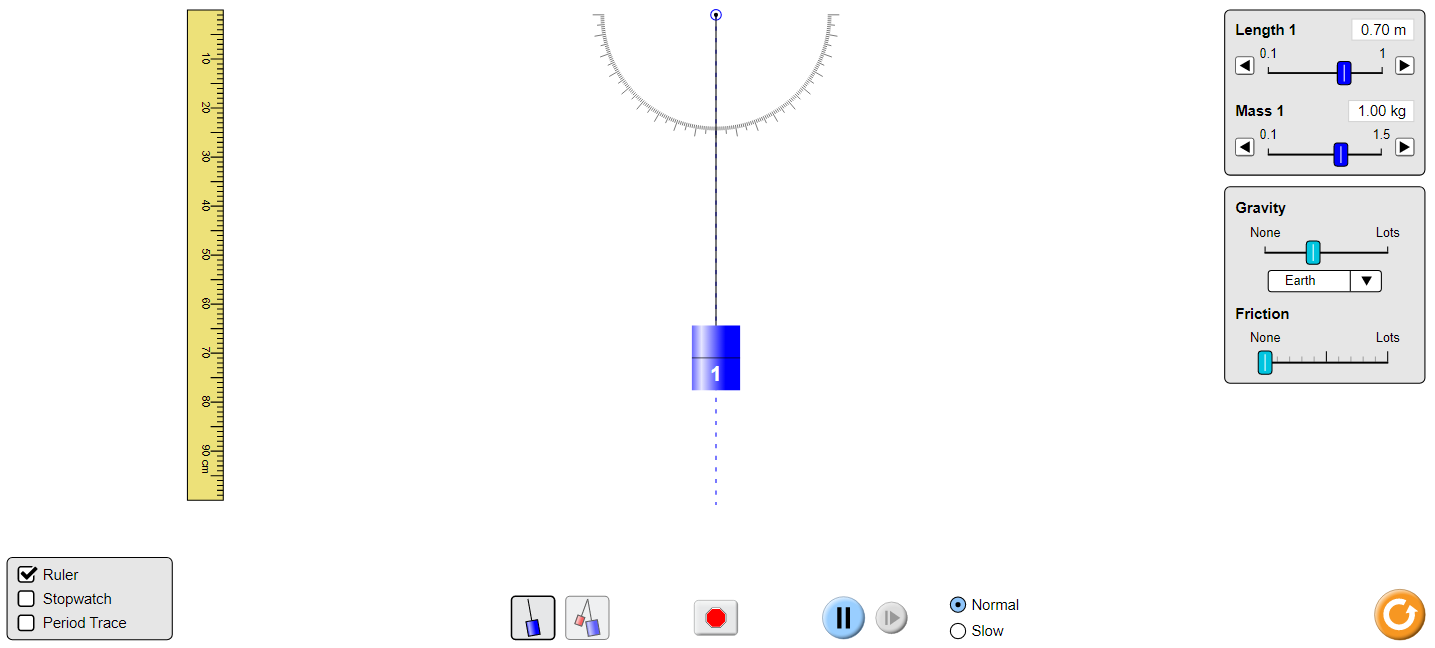 10
20
30
40
50
60
70
80
90 cm
1
Length 1
0.70 m
0.1
1
Mass 1
1.00 kg
0.1
1.5
Gravity
None
Lots
Earth
Friction
None
Lots
Ruler
Stopwatch
Period Trace
Normal
Slow